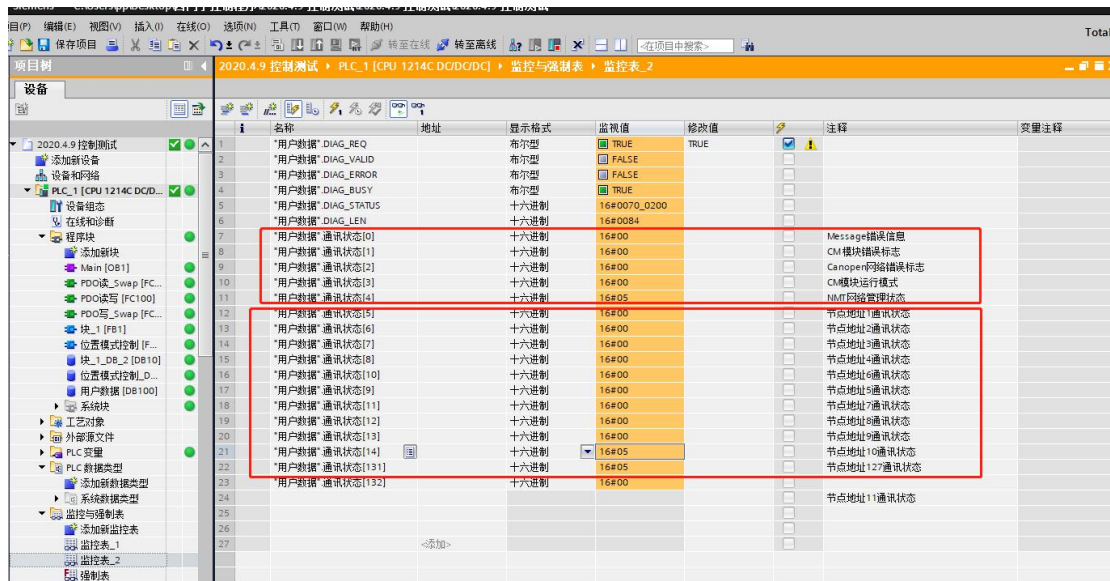 项目(P) 编辑(E) 视图(V) 插入(I) 在线(O) 选项(N) 工具(T) 窗口(W) 帮助(H)
保存项目 转至在线 转至离线 <在项目中搜索> Total
项目树
2020.4.9 控制测试 PLC_1 [CPU 1214C DC/DC/DC] 监控与强制表 监控表_2
设备
i 名称 地址 显示格式 监视值 修改值 注释 变量注释
2020.4.9 控制测试
添加新设备
设备和网络
PLC_1 [CPU 1214C DC/D...
设备组态
在线和诊断
程序块
添加新块
Main [OB1]
PDO读_Swap [FC...
PDO读写 [FC100]
PDO写_Swap [FC...
块_1 [FB1]
位置模式控制 [F...
块_1_DB_2 [DB10]
位置模式控制_D...
用户数据 [DB100]
系统块
工艺对象
外部源文件
PLC 变量
PLC 数据类型
添加新数据类型
系统数据类型
监控与强制表
添加新监控表
监控表_1
监控表_2
强制表
1 "用户数据".DIAG_REQ 布尔型 TRUE TRUE
2 "用户数据".DIAG_VALID 布尔型 FALSE
3 "用户数据".DIAG_ERROR 布尔型 FALSE
4 "用户数据".DIAG_BUSY 布尔型 TRUE
5 "用户数据".DIAG_STATUS 十六进制 16#0070_0200
6 "用户数据".DIAG_LEN 十六进制 16#0084
7 "用户数据".通讯状态[0] 十六进制 16#00 Message错误信息
8 "用户数据".通讯状态[1] 十六进制 16#00 CM模块错误标志
9 "用户数据".通讯状态[2] 十六进制 16#00 Canopen网络错误标志
10 "用户数据".通讯状态[3] 十六进制 16#00 CM模块运行模式
11 "用户数据".通讯状态[4] 十六进制 16#05 NMT网络管理状态
12 "用户数据".通讯状态[5] 十六进制 16#00 节点地址1通讯状态
13 "用户数据".通讯状态[6] 十六进制 16#00 节点地址2通讯状态
14 "用户数据".通讯状态[7] 十六进制 16#00 节点地址3通讯状态
15 "用户数据".通讯状态[8] 十六进制 16#00 节点地址4通讯状态
16 "用户数据".通讯状态[10] 十六进制 16#00 节点地址6通讯状态
17 "用户数据".通讯状态[9] 十六进制 16#00 节点地址5通讯状态
18 "用户数据".通讯状态[11] 十六进制 16#00 节点地址7通讯状态
19 "用户数据".通讯状态[12] 十六进制 16#00 节点地址8通讯状态
20 "用户数据".通讯状态[13] 十六进制 16#00 节点地址9通讯状态
21 "用户数据".通讯状态[14] 十六进制 16#05 节点地址10通讯状态
22 "用户数据".通讯状态[131] 十六进制 16#05 节点地址127通讯状态
23 "用户数据".通讯状态[132] 十六进制 16#00
24 节点地址11通讯状态
25
26
27 <添加>